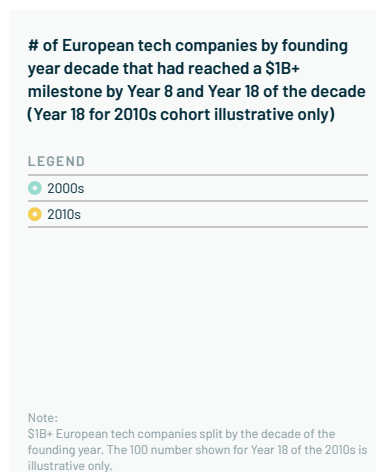 # of European tech companies by founding
year decade that had reached a $1B+
milestone by Year 8 and Year 18 of the decade
(Year 18 for 2010s cohort illustrative only)
LEGEND
2000s
2010s
Note:
$1B+ European tech companies split by the decade of the
founding year. The 100 number shown for Year 18 of the 2010s is
illustrative only.